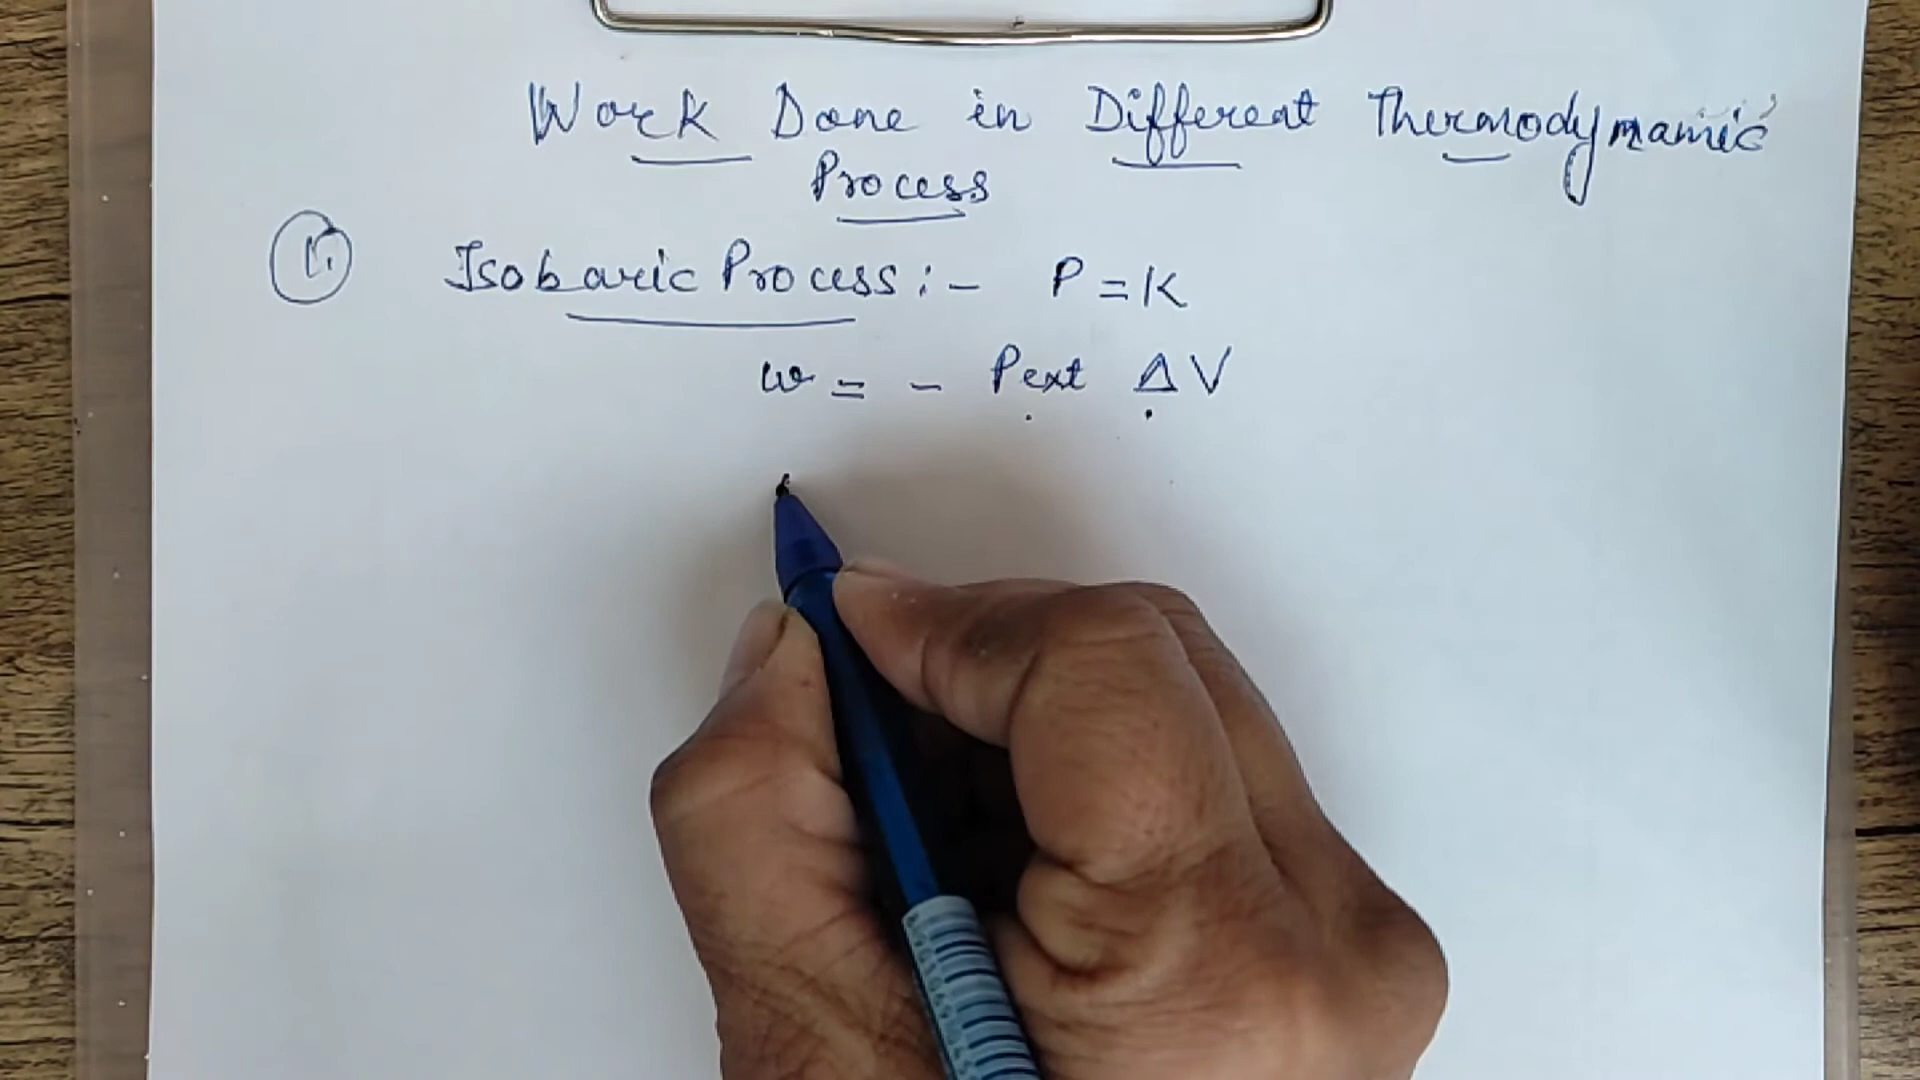 Work Done in Different Thermodynamic
Process
1. Isobaric Process :- P = K
w = - Pext ΔV